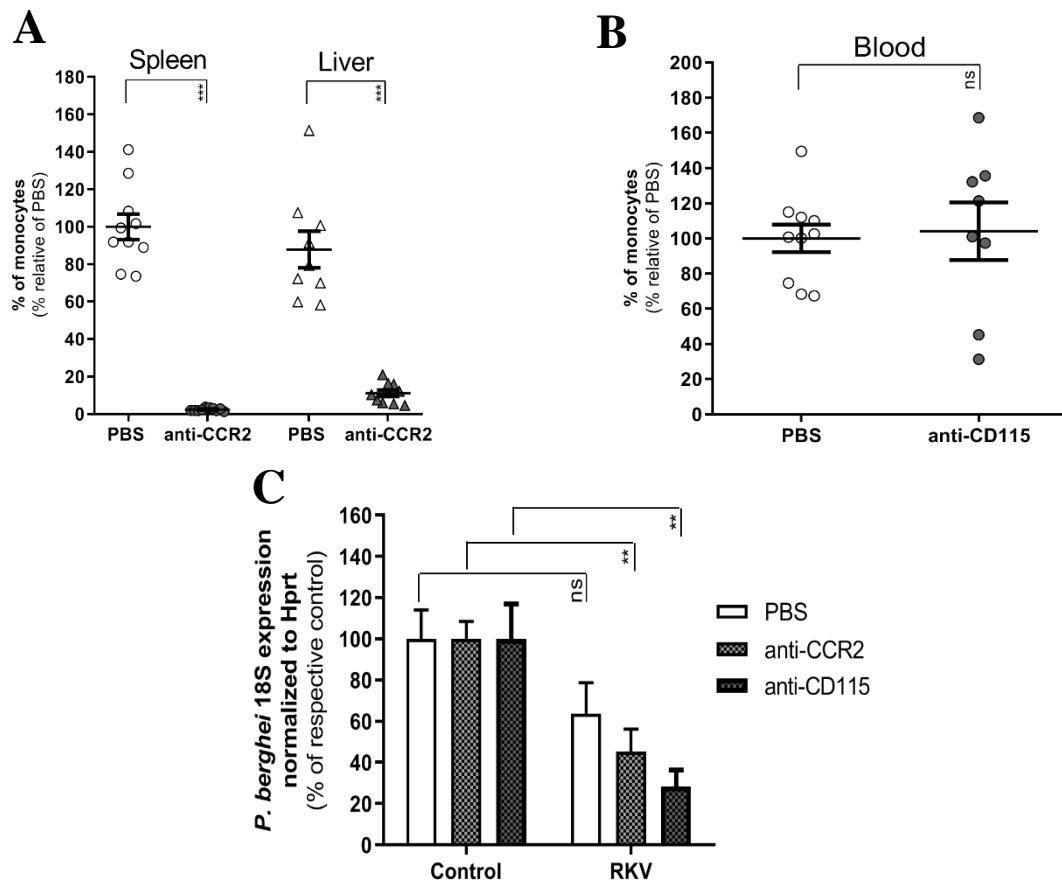 A
Spleen
Liver
***
***
% of monocytes
(% relative of PBS)
180
160
140
120
100
80
60
40
20
0
PBS
anti-CCR2
PBS
anti-CCR2
B
Blood
ns
% of monocytes
(% relative of PBS)
200
180
160
140
120
100
80
60
40
20
0
PBS
anti-CD115
C
**
**
ns
P. berghei 18S expression
normalized to Hprt
(% of respective control)
160
140
120
100
80
60
40
20
0
Control
RKV
PBS
anti-CCR2
anti-CD115